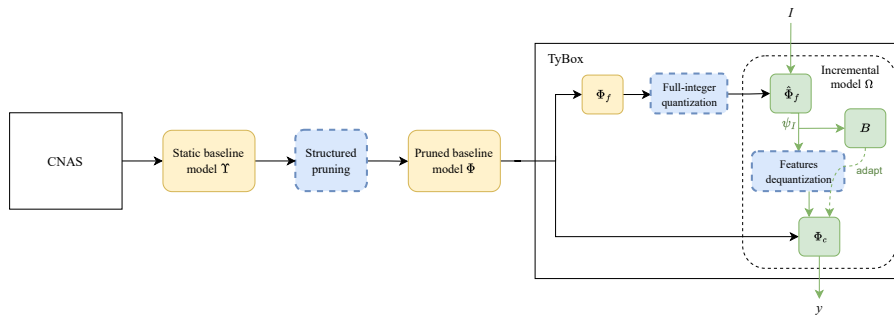 I
TyBox
Incremental
model Ω
Φ_f
Full-integer
quantization
Φ̂_f
ψ_I
B
CNAS
Static baseline
model ϒ
Structured
pruning
Pruned baseline
model Φ
Features
dequantization
adapt
Φ_c
y